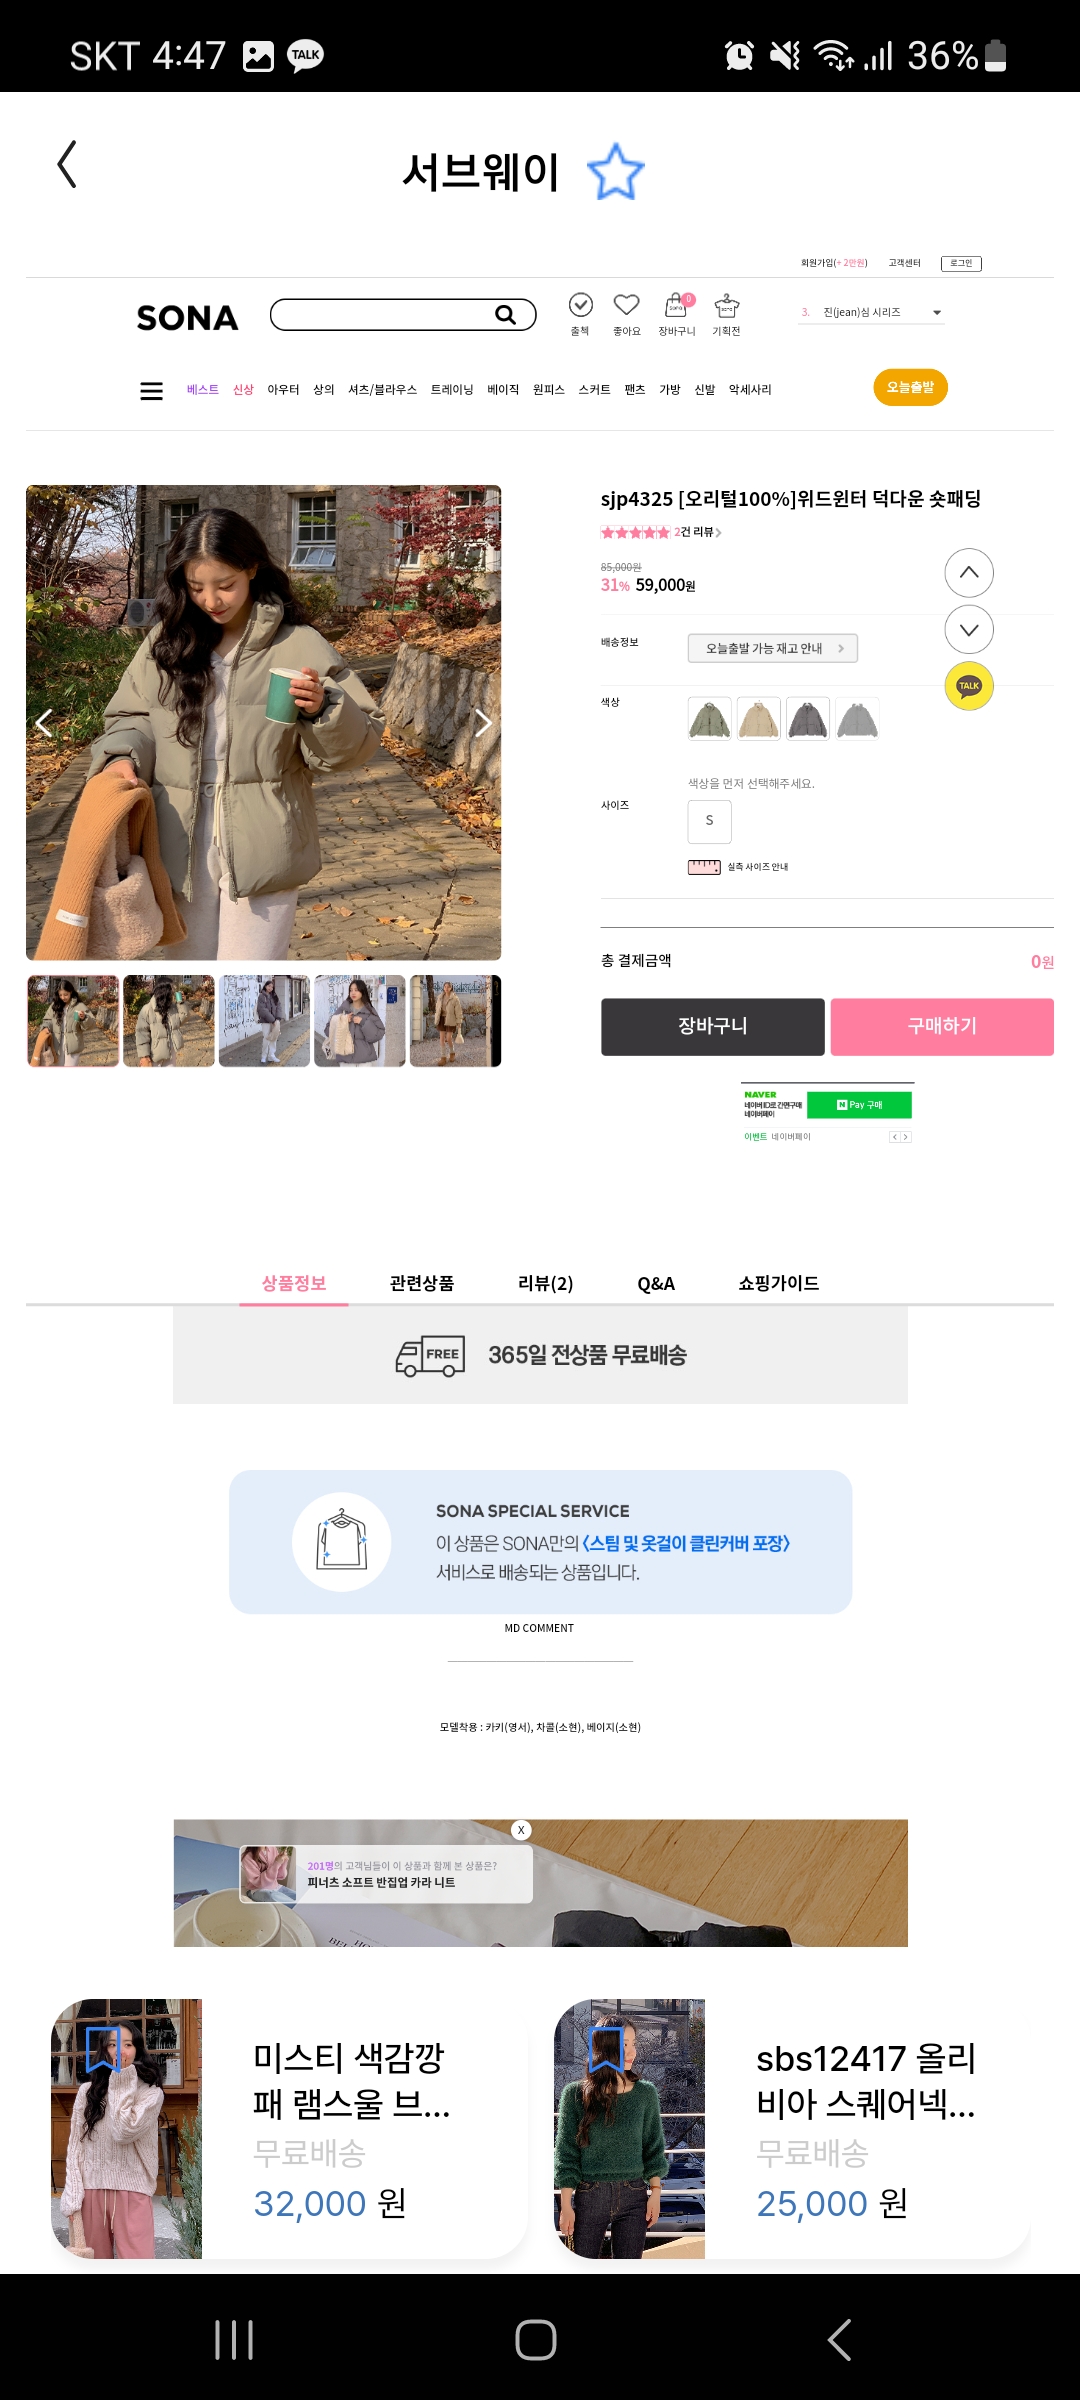 SKT 4:47 TALK 36%
서브웨이
회원가입(+ 2만원) 고객센터 로그인
SONA
0
출첵 좋아요 장바구니 기획전
3. 진(jean)심 시리즈
베스트 신상 아우터 상의 셔츠/블라우스 트레이닝 베이직 원피스 스커트 팬츠 가방 신발 악세사리
오늘출발
sjp4325 [오리털100%]위드윈터 덕다운 숏패딩
2건 리뷰
85,000원
31% 59,000원
배송정보
오늘출발 가능 재고 안내
TALK
색상
색상을 먼저 선택해주세요.
사이즈
S
실측 사이즈 안내
총 결제금액
0원
장바구니
구매하기
NAVER
네이버ID로 간편구매
네이버페이
N Pay 구매
이벤트 네이버페이
상품정보 관련상품 리뷰(2) Q&A 쇼핑가이드
FREE 365일 전상품 무료배송
SONA SPECIAL SERVICE
이 상품은 SONA만의 <스팀 및 옷걸이 클린커버 포장>
서비스로 배송되는 상품입니다.
MD COMMENT
모델착용 : 카키(영서), 차콜(소현), 베이지(소현)
X
201명의 고객님들이 이 상품과 함께 본 상품은?
피너츠 소프트 반집업 카라 니트
미스티 색감깡
패 램스울 브...
무료배송
32,000 원
sbs12417 올리
비아 스퀘어넥...
무료배송
25,000 원